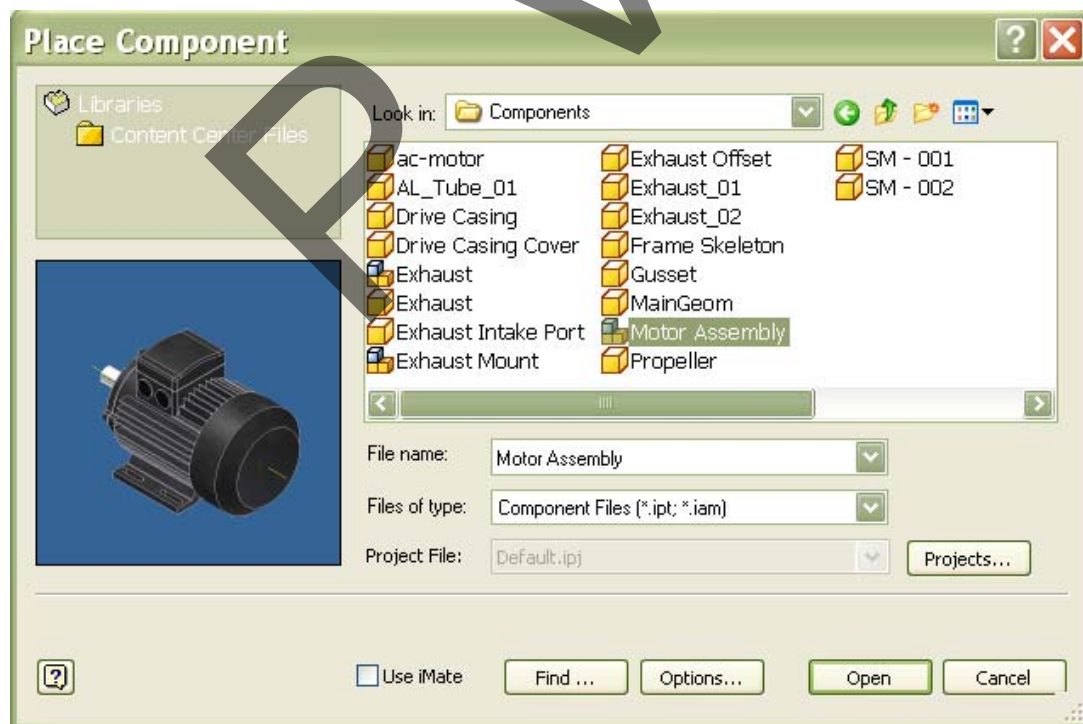 Place Component
Libraries
Content Center Files
Look in: Components
ac-motor
AL_Tube_01
Drive Casing
Drive Casing Cover
Exhaust
Exhaust
Exhaust Intake Port
Exhaust Mount
Exhaust Offset
Exhaust_01
Exhaust_02
Frame Skeleton
Gusset
MainGeom
Motor Assembly
Propeller
SM - 001
SM - 002
File name: Motor Assembly
Files of type: Component Files (*.ipt; *.iam)
Project File: Default.ipj Projects...
Use iMate Find ... Options... Open Cancel